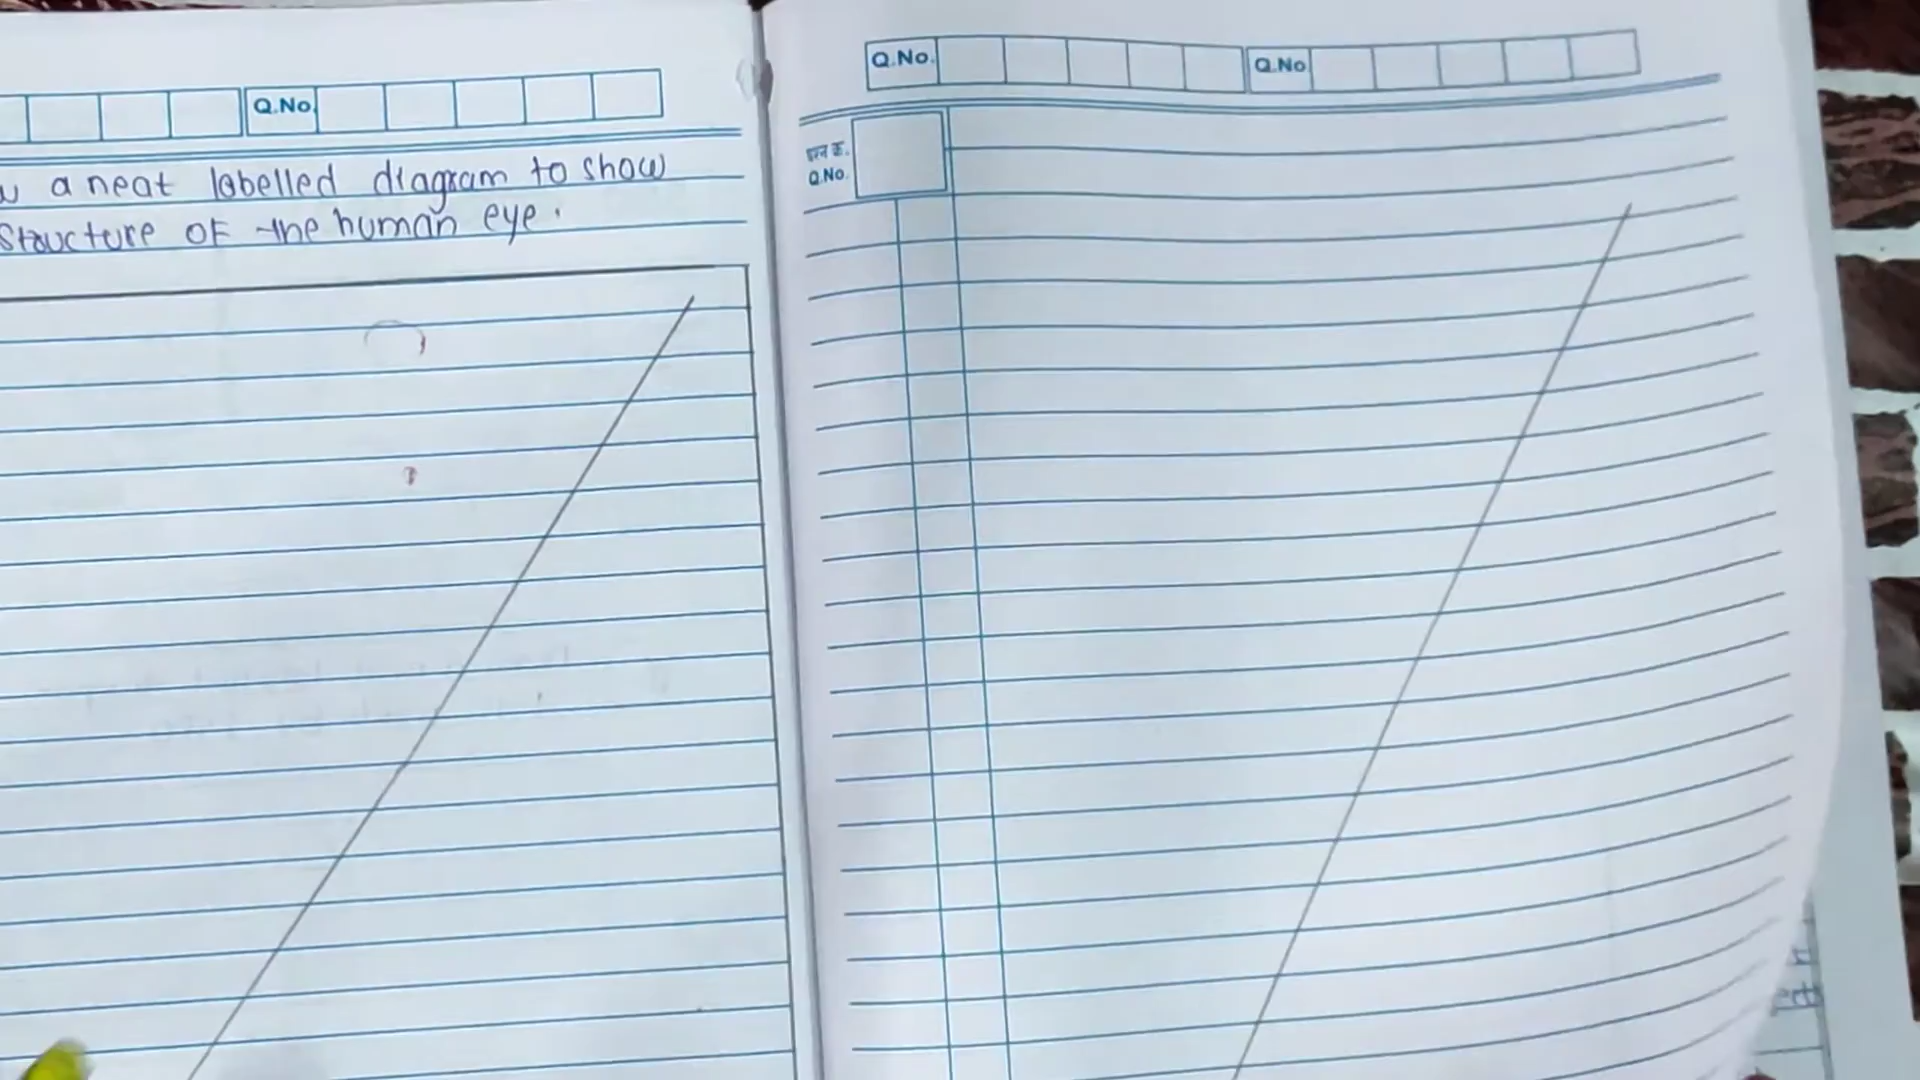 Q.No.
a neat labelled diagram to show
Structure of the human eye.
Q.No.
Q.No.
प्रश्न क्र.
Q.No.